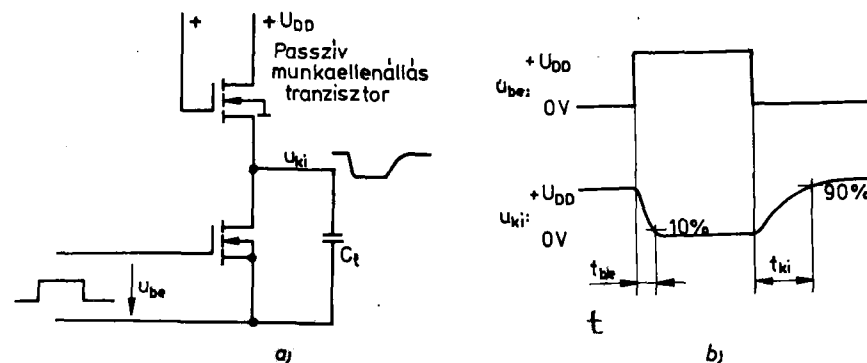 +
+ U_DD
Passzív
munkaellenállás
tranzisztor
u_ki
C_t
u_be
a)
+ U_DD
u_be:
0V
+ U_DD
u_ki:
0V
10%
90%
t_be
t_ki
t
b)